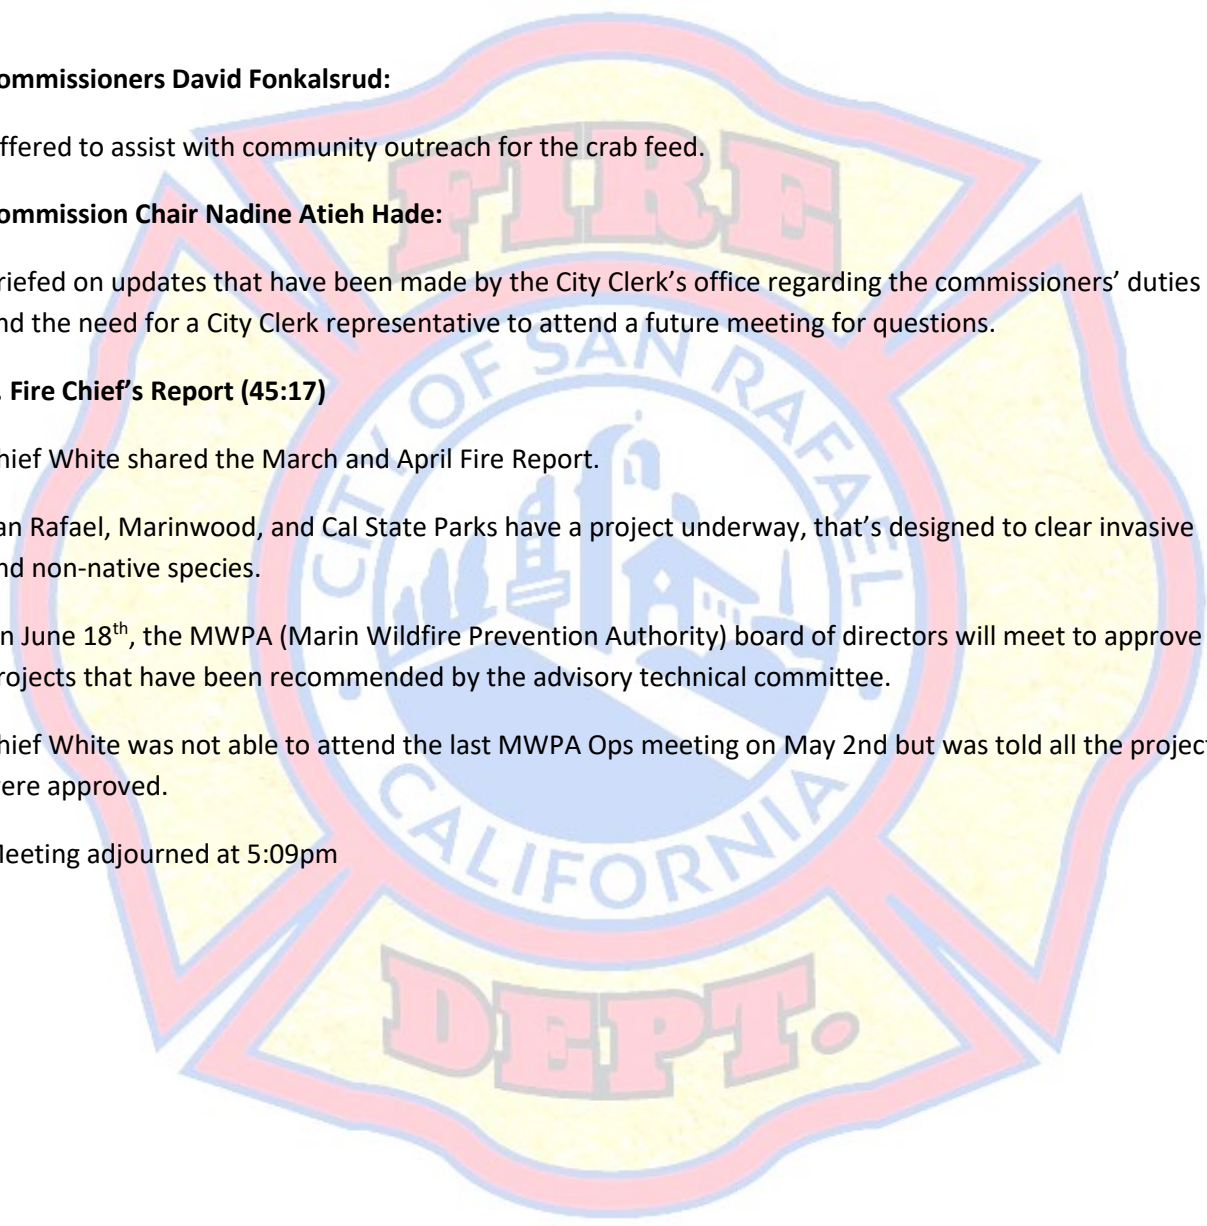 ommissioners David Fonkalsrud:
ffered to assist with community outreach for the crab feed.
ommission Chair Nadine Atieh Hade:
riefed on updates that have been made by the City Clerk’s office regarding the commissioners’ duties
nd the need for a City Clerk representative to attend a future meeting for questions.
. Fire Chief’s Report (45:17)
hief White shared the March and April Fire Report.
an Rafael, Marinwood, and Cal State Parks have a project underway, that’s designed to clear invasive
nd non-native species.
n June 18th, the MWPA (Marin Wildfire Prevention Authority) board of directors will meet to approve
rojects that have been recommended by the advisory technical committee.
hief White was not able to attend the last MWPA Ops meeting on May 2nd but was told all the project
ere approved.
eeting adjourned at 5:09pm
FIRE
CITY OF SAN RAFAEL
CALIFORNIA
DEPT.